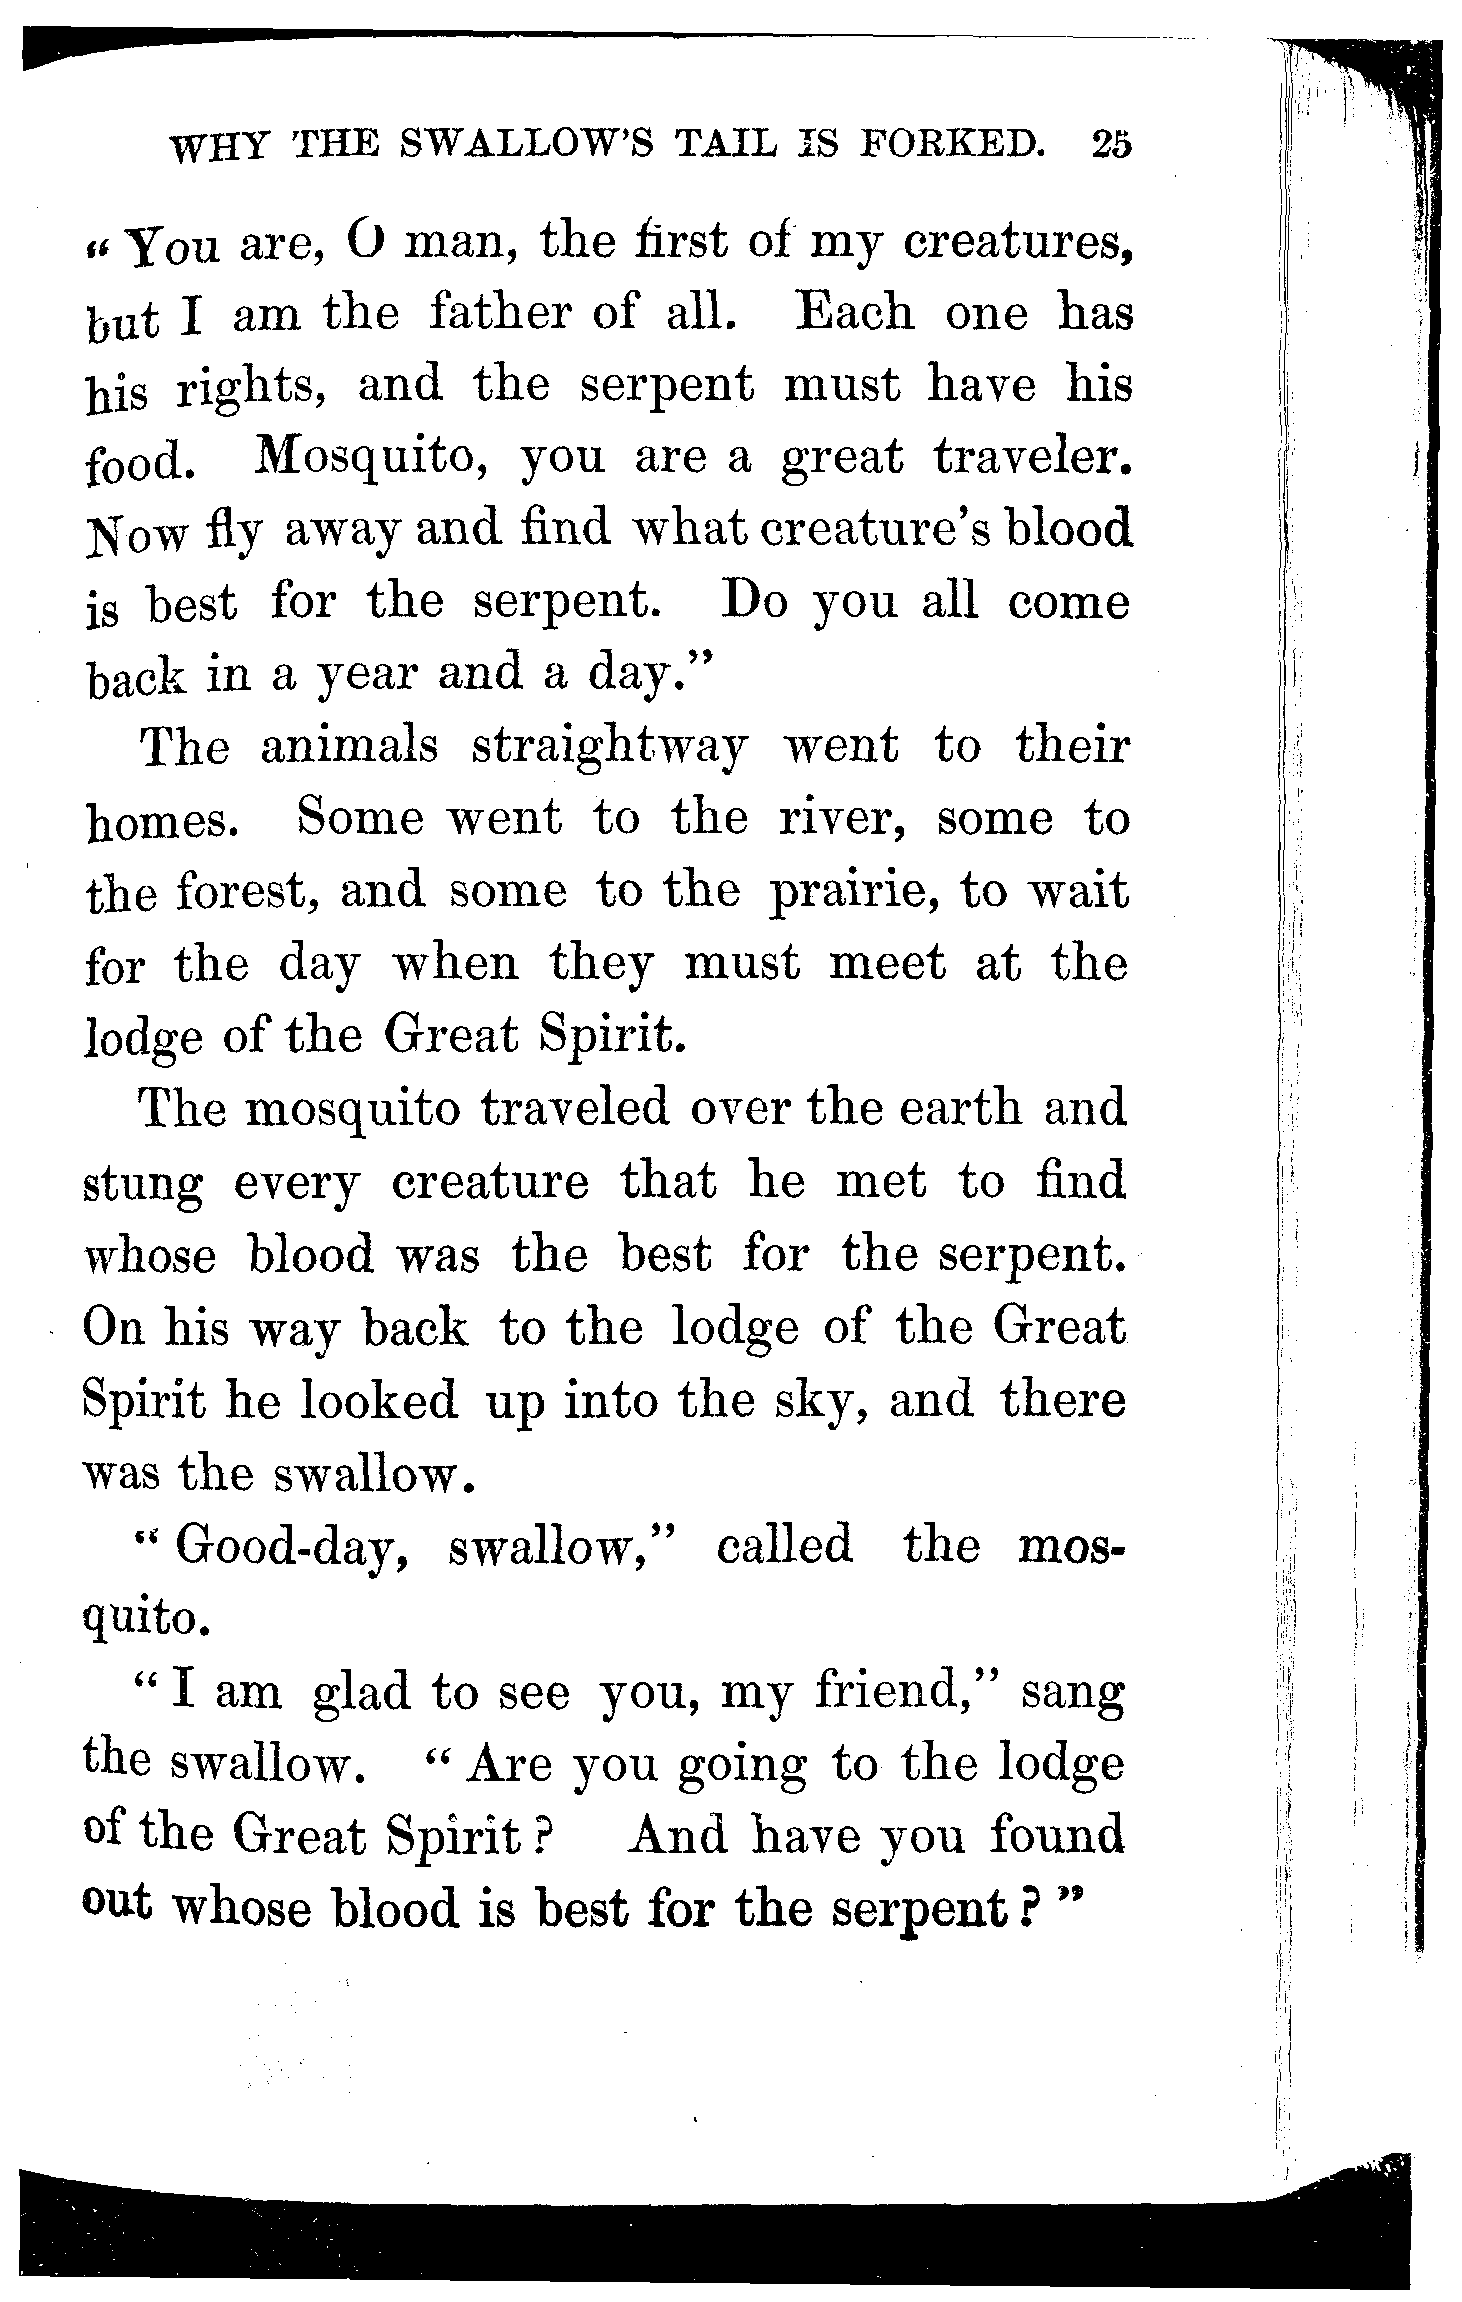 WHY THE SWALLOW'S TAIL IS FORKED. 25
"You are, O man, the first of my creatures,
but I am the father of all. Each one has
his rights, and the serpent must have his
food. Mosquito, you are a great traveler.
Now fly away and find what creature's blood
is best for the serpent. Do you all come
back in a year and a day."
The animals straightway went to their
homes. Some went to the river, some to
the forest, and some to the prairie, to wait
for the day when they must meet at the
lodge of the Great Spirit.
The mosquito traveled over the earth and
stung every creature that he met to find
whose blood was the best for the serpent.
On his way back to the lodge of the Great
Spirit he looked up into the sky, and there
was the swallow.
"Good-day, swallow," called the mos-
quito.
"I am glad to see you, my friend," sang
the swallow. "Are you going to the lodge
of the Great Spirit? And have you found
out whose blood is best for the serpent?"